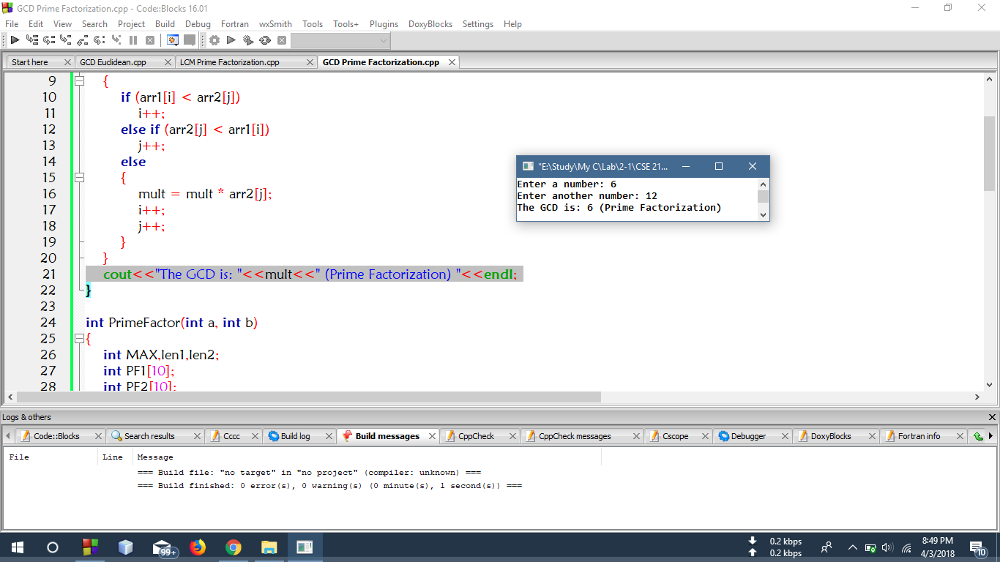 GCD Prime Factorization.cpp - Code::Blocks 16.01
File Edit View Search Project Build Debug Fortran wxSmith Tools Tools+ Plugins DoxyBlocks Settings Help
Start here GCD Euclidean.cpp LCM Prime Factorization.cpp GCD Prime Factorization.cpp
9 {
10 if (arr1[i] < arr2[j])
11 i++;
12 else if (arr2[j] < arr1[i])
13 j++;
14 else
15 {
16 mult = mult * arr2[j];
17 i++;
18 j++;
19 }
20 }
21 cout<<"The GCD is: "<<mult<<" (Prime Factorization) "<<endl;
22 }
23
24 int PrimeFactor(int a, int b)
25 {
26 int MAX,len1,len2;
27 int PF1[10];
28 int PF2[10];
"E:\Study\My C\Lab\2-1\CSE 21...
Enter a number: 6
Enter another number: 12
The GCD is: 6 (Prime Factorization)
Logs & others
Code::Blocks Search results Cccc Build log Build messages CppCheck CppCheck messages Cscope Debugger DoxyBlocks Fortran info
File Line Message
=== Build file: "no target" in "no project" (compiler: unknown) ===
=== Build finished: 0 error(s), 0 warning(s) (0 minute(s), 1 second(s)) ===
99+
0.2 kbps
0.2 kbps
8:49 PM
4/3/2018
10